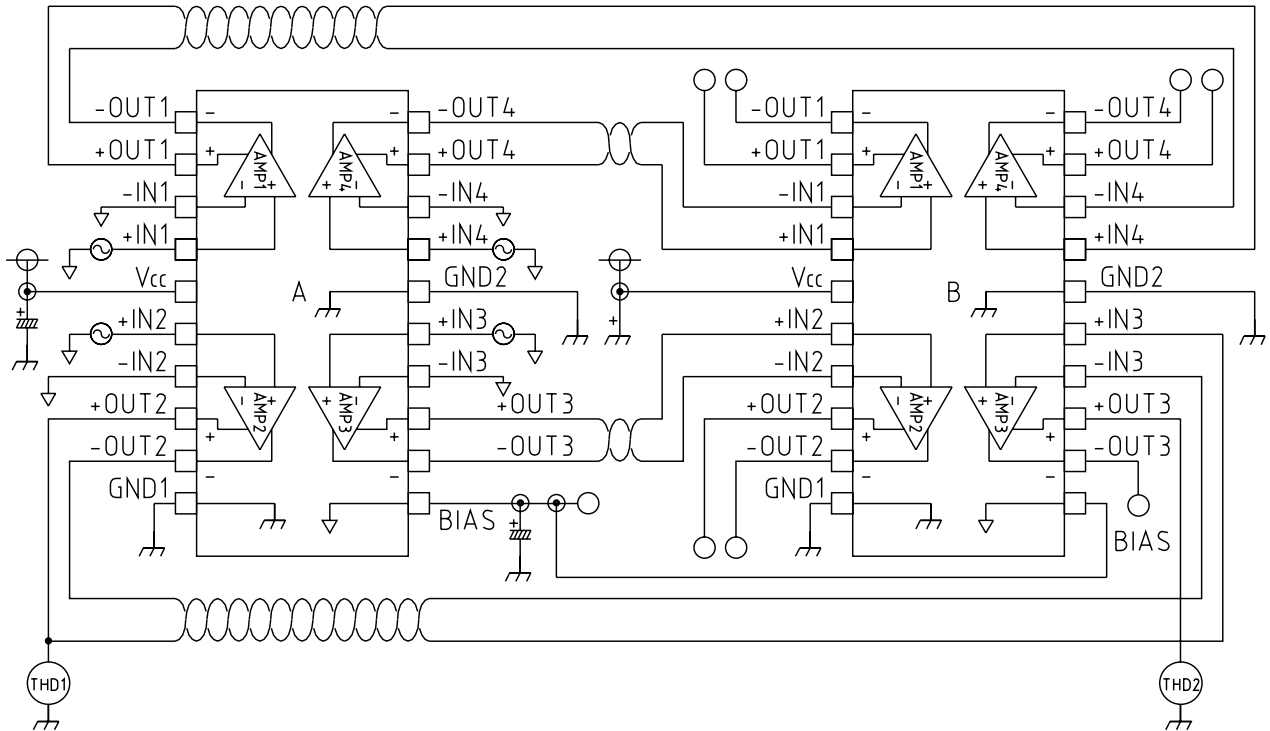 -OUT1 - - -OUT4 -OUT1 - - -OUT4
+OUT1 + AMP1 - + AMP4 + - + +OUT4 +OUT1 + AMP1 - + AMP4 + - + +OUT4
-IN1 -IN4 -IN1 -IN4
+IN1 +IN4 +IN1 +IN4
Vcc A GND2 Vcc B GND2
+ +IN2 +IN3 + +IN2 +IN3
-IN2 -IN3 -IN2 -IN3
+OUT2 + AMP2 - + AMP3 + - + +OUT3 +OUT2 + AMP2 - + AMP3 + - + +OUT3
-OUT2 - - -OUT3 -OUT2 - - -OUT3
GND1 BIAS + GND1 BIAS
THD1 THD2